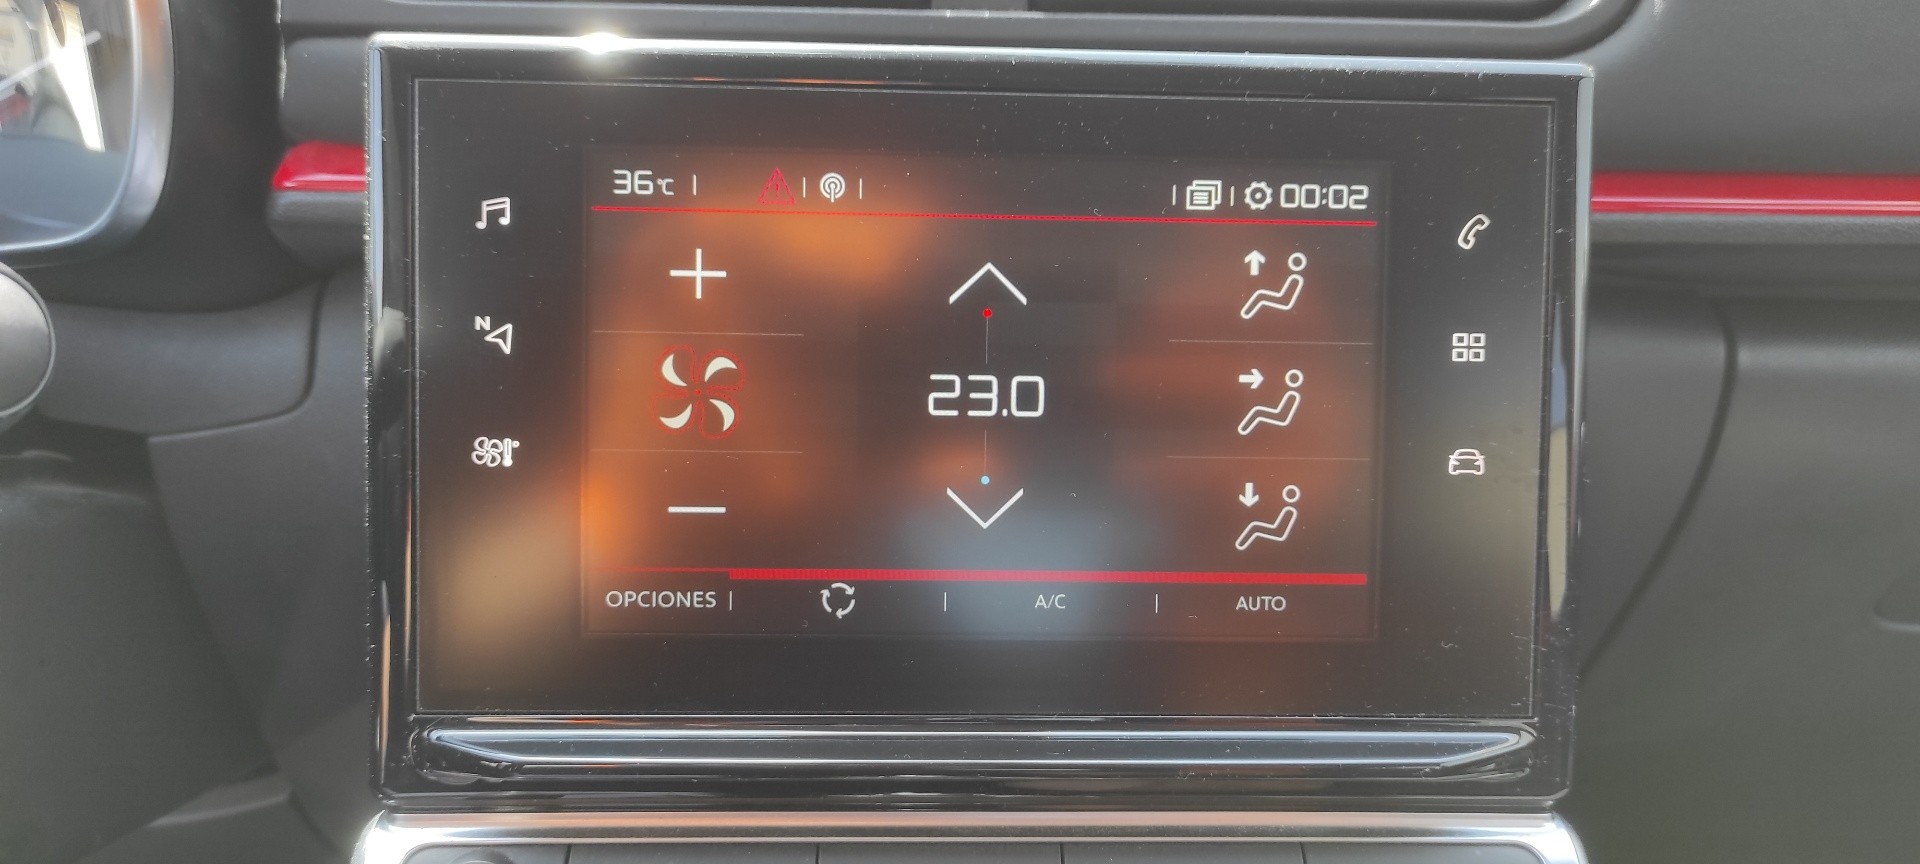 36°C
00:02
N
23.0
OPCIONES
A/C
AUTO